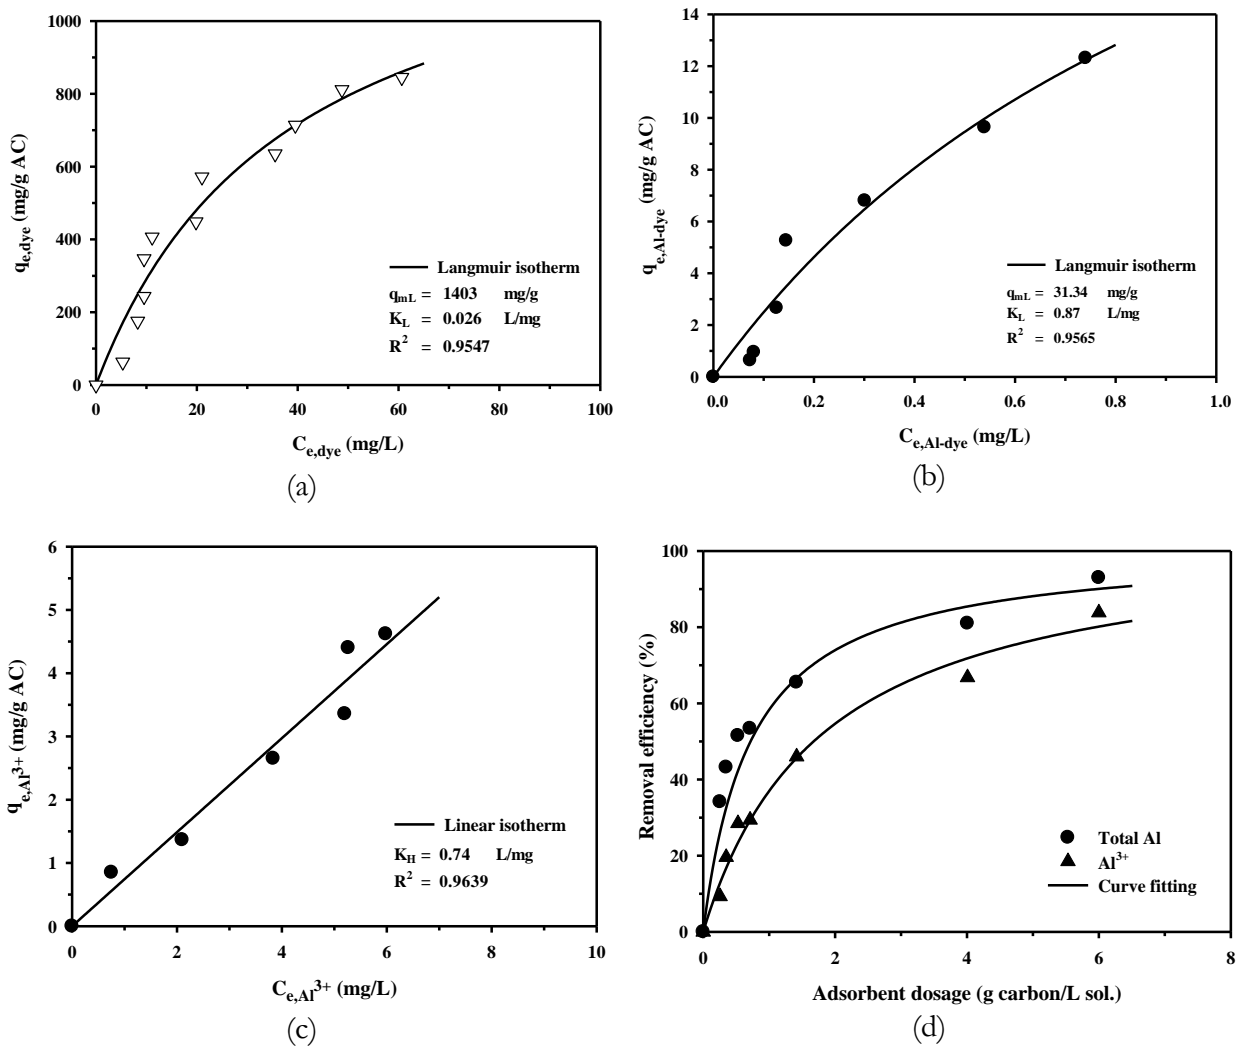 1000
800
600
400
200
0
q_e,dye (mg/g AC)
Langmuir isotherm
q_mL = 1403 mg/g
K_L = 0.026 L/mg
R² = 0.9547
0 20 40 60 80 100
C_e,dye (mg/L)
(a)
14
12
10
8
6
4
2
0
q_e,Al-dye (mg/g AC)
Langmuir isotherm
q_mL = 31.34 mg/g
K_L = 0.87 L/mg
R² = 0.9565
0.0 0.2 0.4 0.6 0.8 1.0
C_e,Al-dye (mg/L)
(b)
6
5
4
3
2
1
0
q_e,Al³⁺ (mg/g AC)
Linear isotherm
K_H = 0.74 L/mg
R² = 0.9639
0 2 4 6 8 10
C_e,Al³⁺ (mg/L)
(c)
100
80
60
40
20
0
Removal efficiency (%)
Total Al
Al³⁺
Curve fitting
0 2 4 6 8
Adsorbent dosage (g carbon/L sol.)
(d)